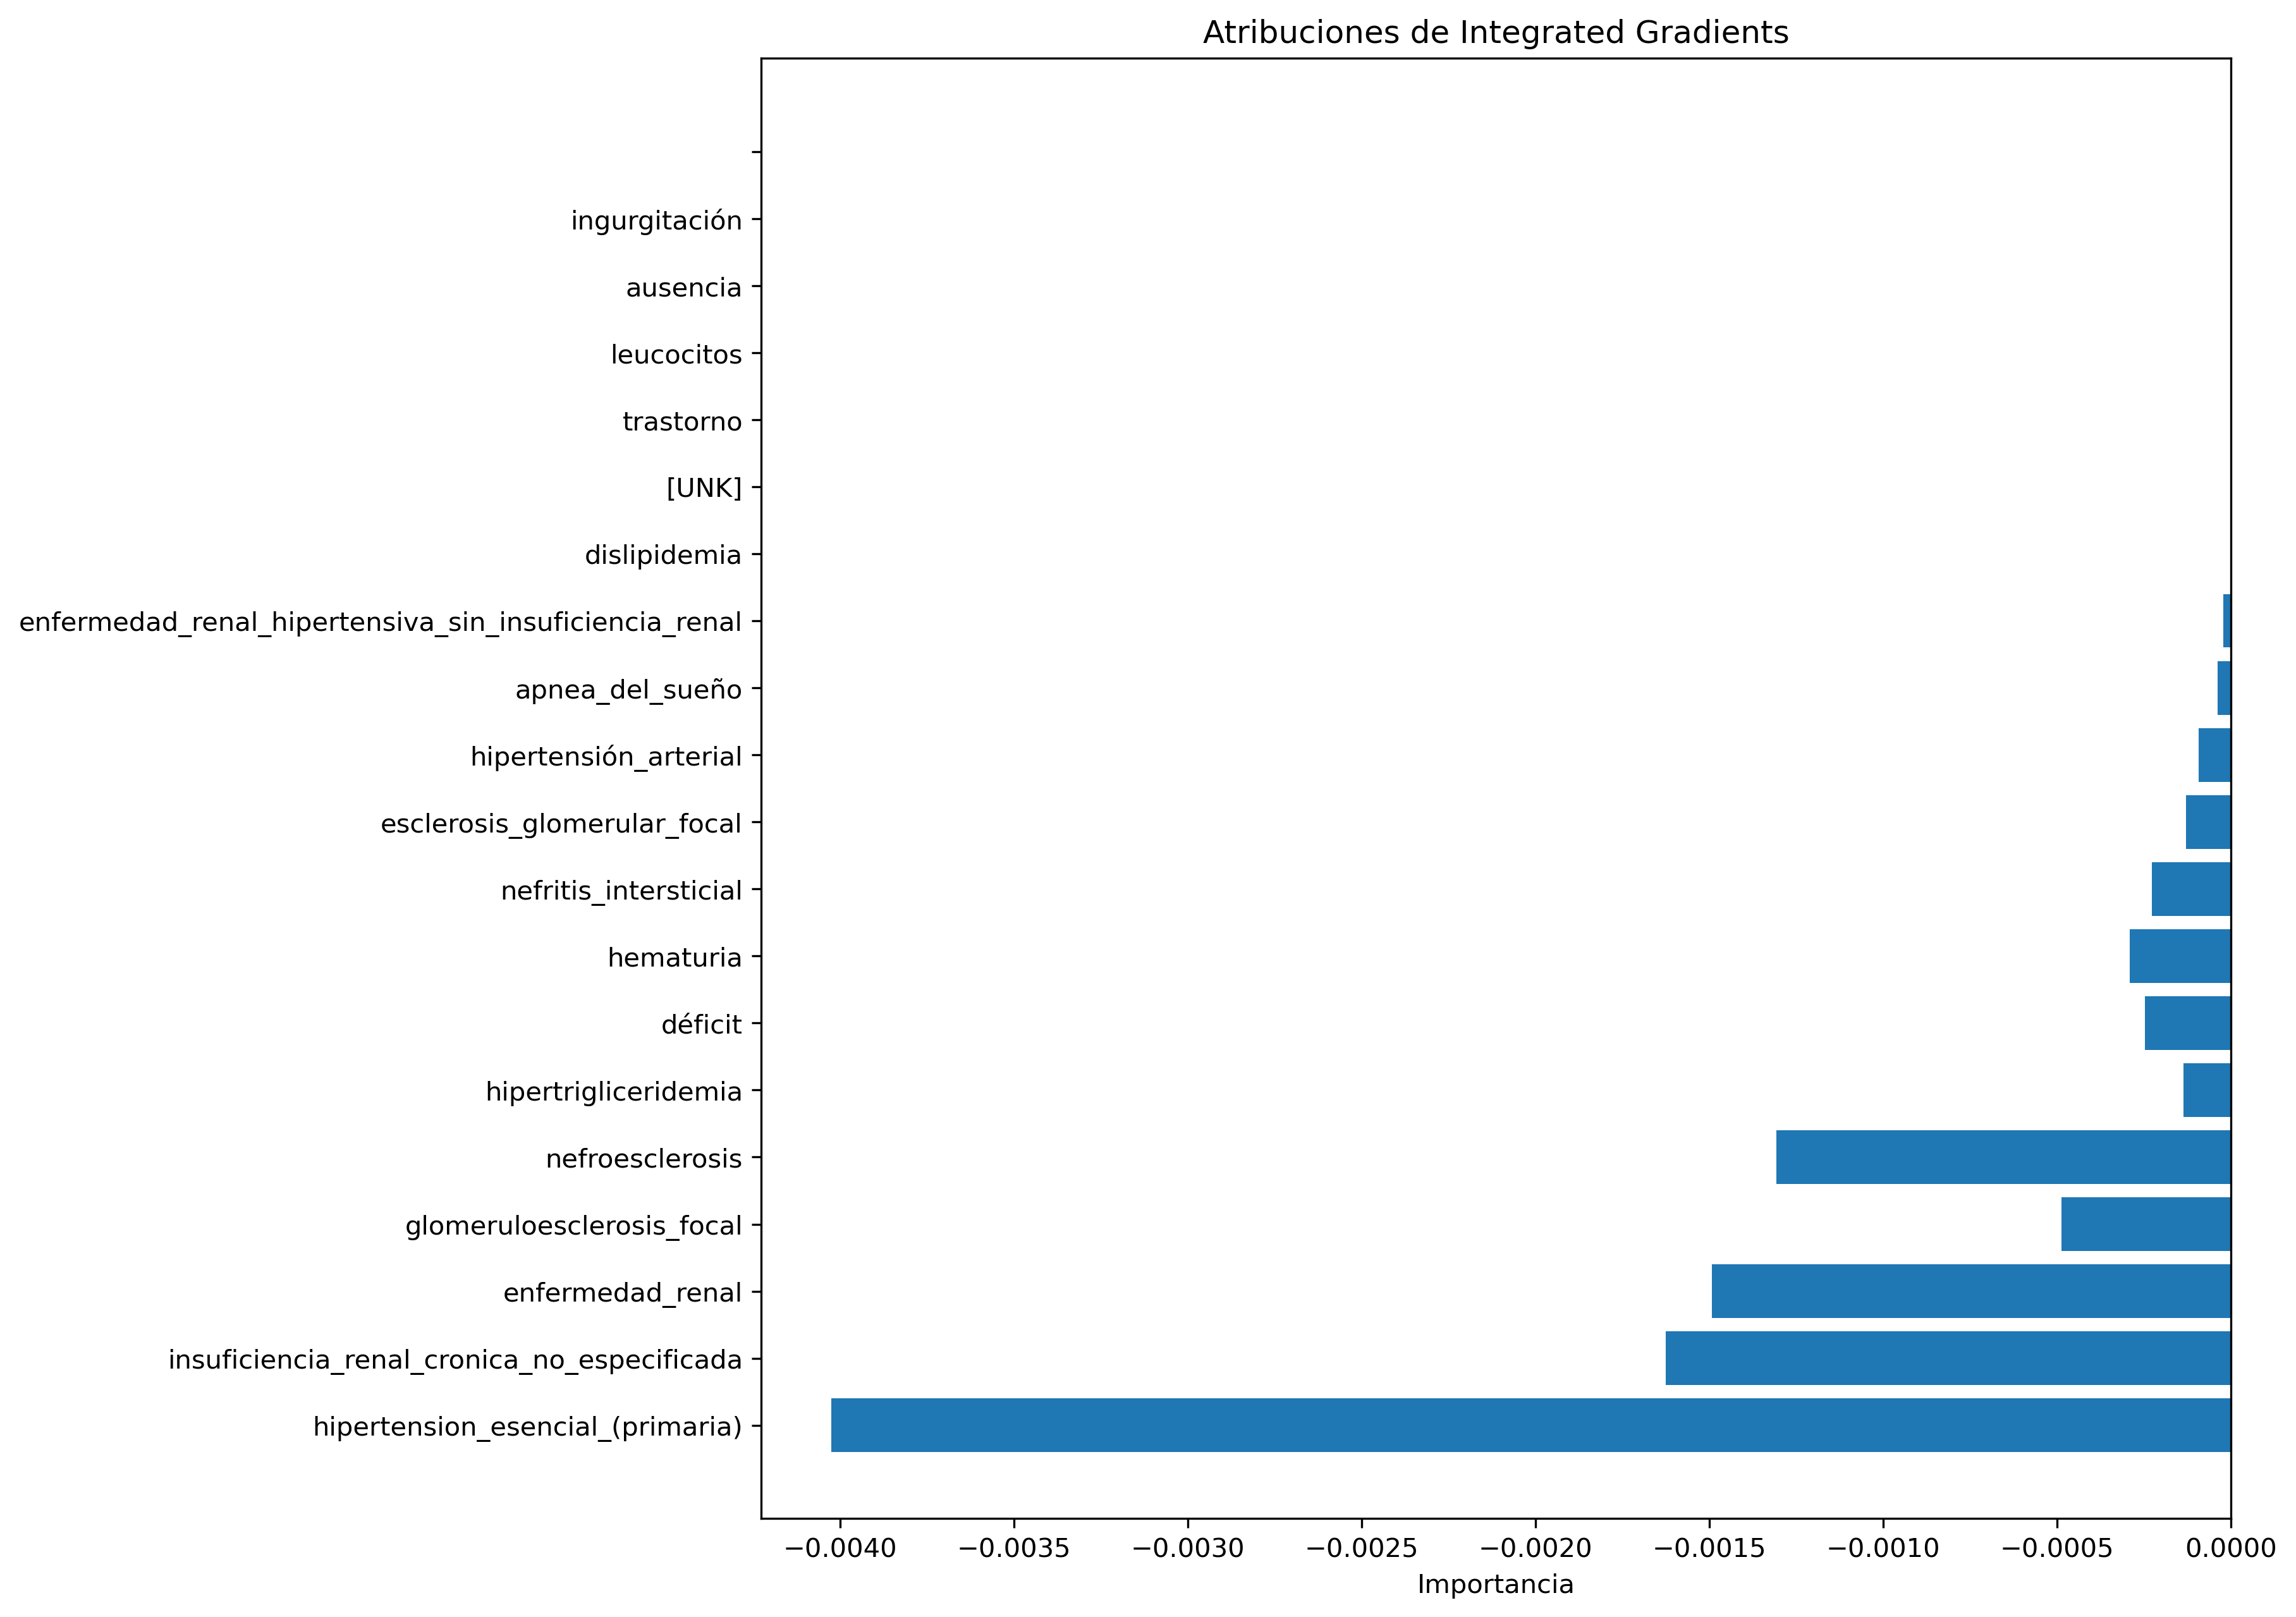 Atribuciones de Integrated Gradients
ingurgitación
ausencia
leucocitos
trastorno
[UNK]
dislipidemia
enfermedad_renal_hipertensiva_sin_insuficiencia_renal
apnea_del_sueño
hipertensión_arterial
esclerosis_glomerular_focal
nefritis_intersticial
hematuria
déficit
hipertrigliceridemia
nefroesclerosis
glomeruloesclerosis_focal
enfermedad_renal
insuficiencia_renal_cronica_no_especificada
hipertension_esencial_(primaria)
−0.0040 −0.0035 −0.0030 −0.0025 −0.0020 −0.0015 −0.0010 −0.0005 0.0000
Importancia